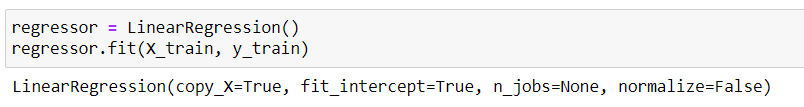 regressor = LinearRegression()
regressor.fit(X_train, y_train)
LinearRegression(copy_X=True, fit_intercept=True, n_jobs=None, normalize=False)